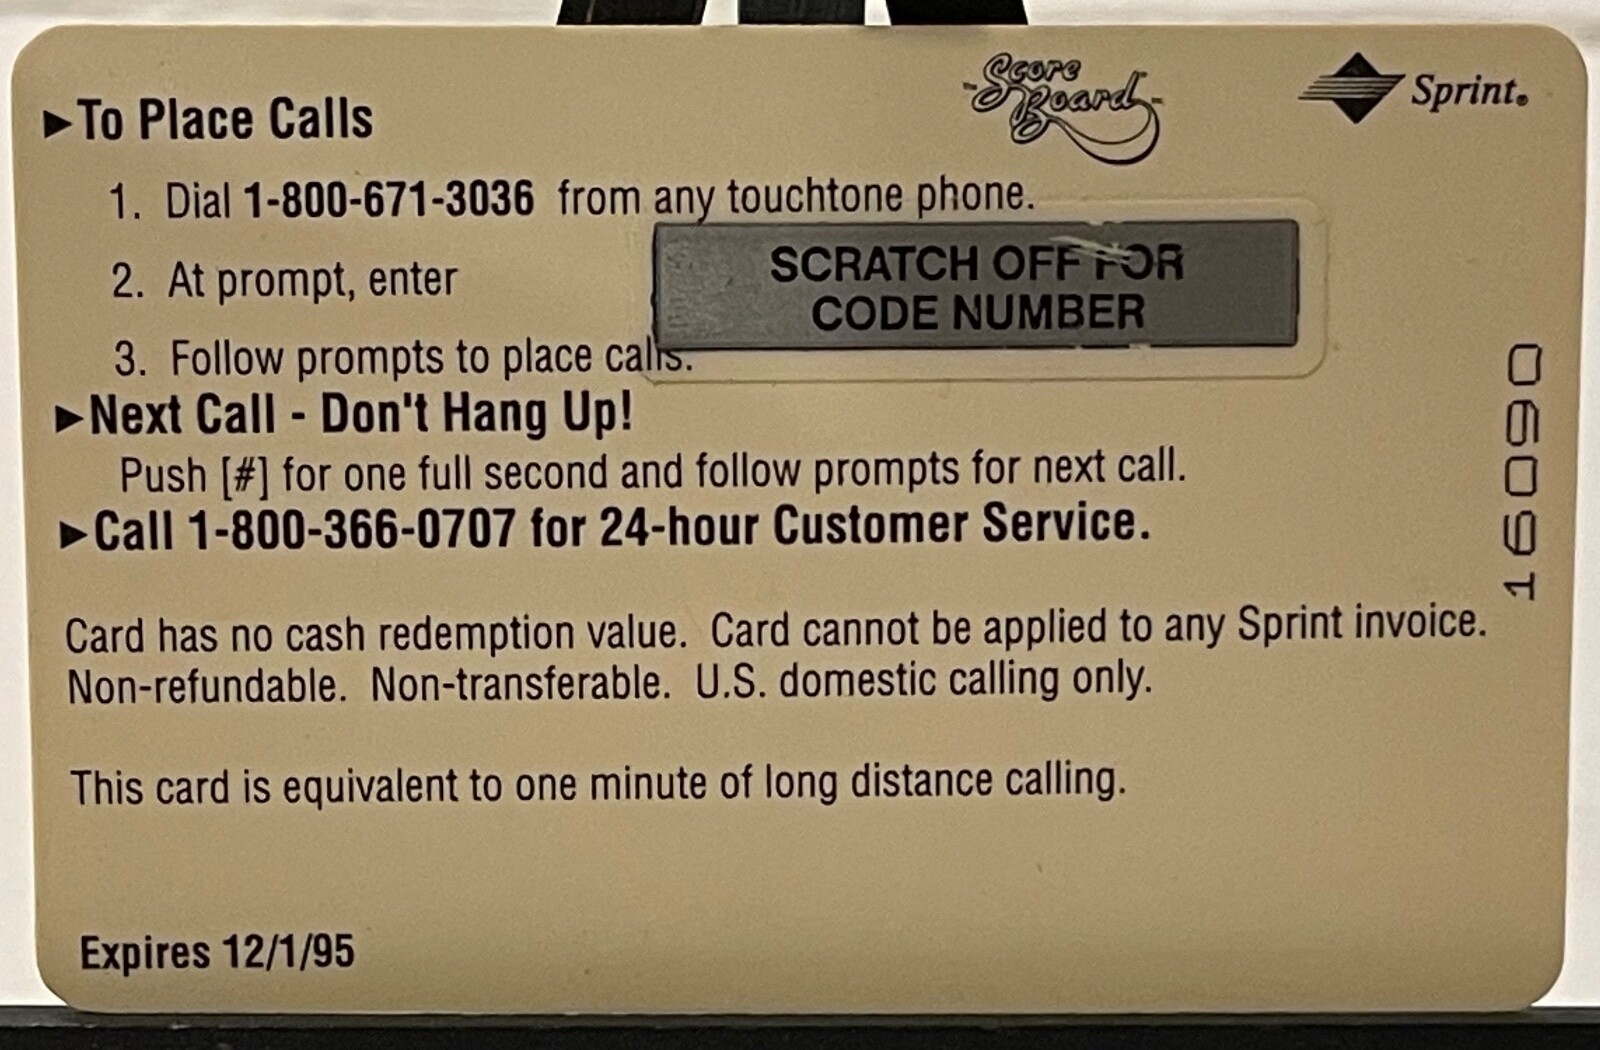 Score Board
Sprint®
►To Place Calls
1. Dial 1-800-671-3036 from any touchtone phone.
2. At prompt, enter
SCRATCH OFF FOR
CODE NUMBER
3. Follow prompts to place calls.
►Next Call - Don't Hang Up!
Push [#] for one full second and follow prompts for next call.
►Call 1-800-366-0707 for 24-hour Customer Service.
16090
Card has no cash redemption value. Card cannot be applied to any Sprint invoice.
Non-refundable. Non-transferable. U.S. domestic calling only.
This card is equivalent to one minute of long distance calling.
Expires 12/1/95